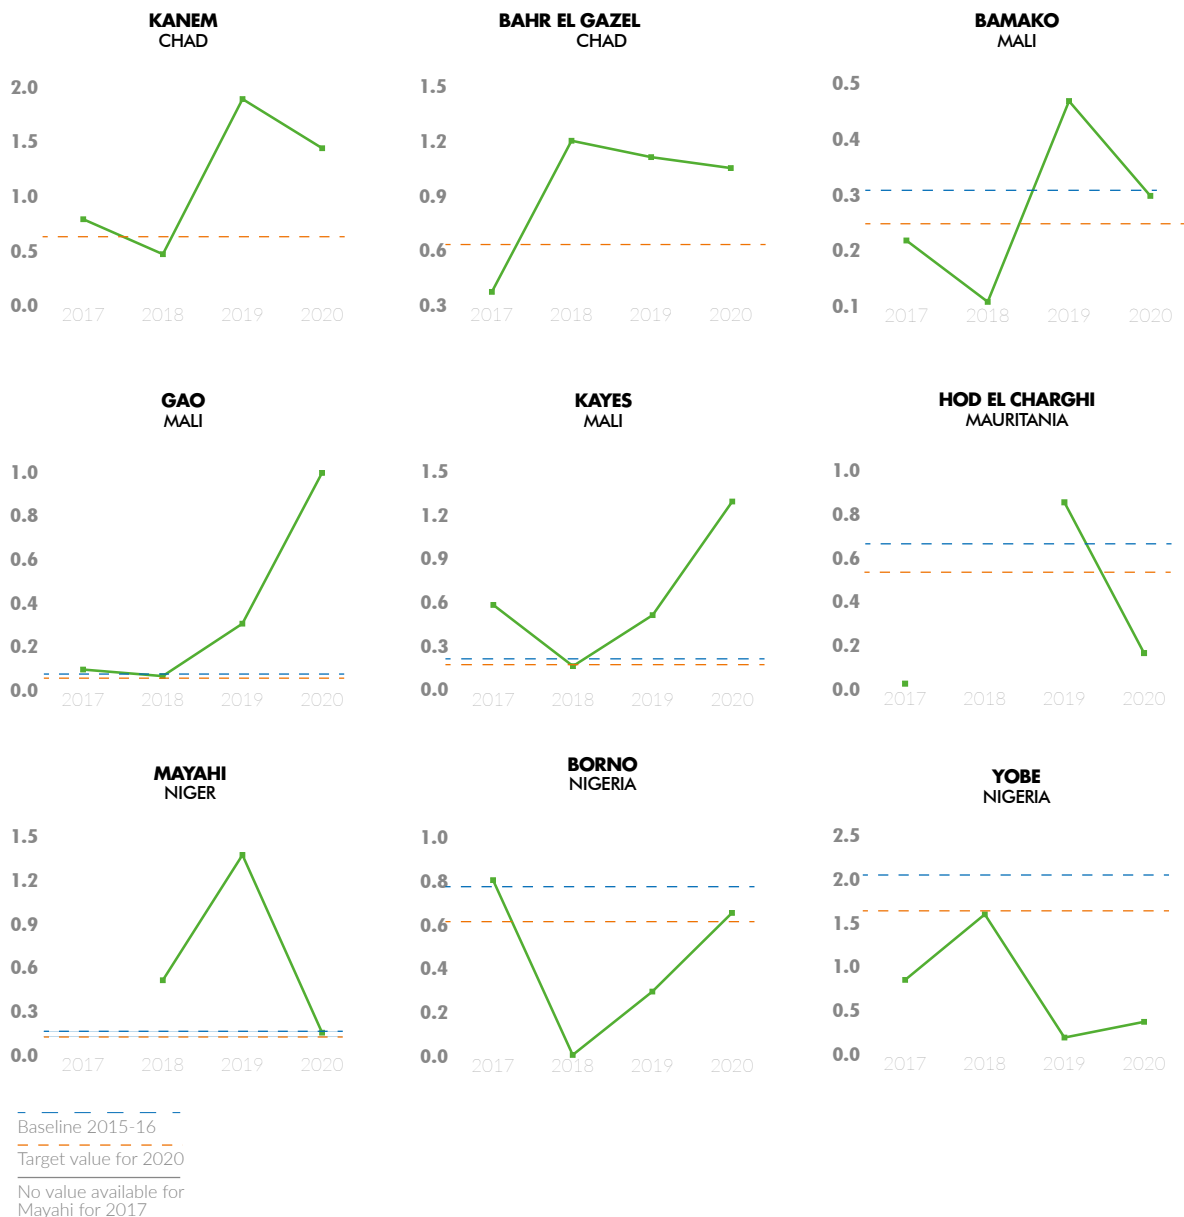 KANEM
CHAD
2.0
1.5
1.0
0.5
0.0
2017 2018 2019 2020
BAHR EL GAZEL
CHAD
1.5
1.2
0.9
0.6
0.3
2017 2018 2019 2020
BAMAKO
MALI
0.5
0.4
0.3
0.2
0.1
2017 2018 2019 2020
GAO
MALI
1.0
0.8
0.6
0.4
0.2
0.0
2017 2018 2019 2020
KAYES
MALI
1.5
1.2
0.9
0.6
0.3
0.0
2017 2018 2019 2020
HOD EL CHARGHI
MAURITANIA
1.0
0.8
0.6
0.4
0.2
0.0
2017 2018 2019 2020
MAYAHI
NIGER
1.5
1.2
0.9
0.6
0.3
0.0
2017 2018 2019 2020
BORNO
NIGERIA
1.0
0.8
0.6
0.4
0.2
0.0
2017 2018 2019 2020
YOBE
NIGERIA
2.5
2.0
1.5
1.0
0.5
0.0
2017 2018 2019 2020
Baseline 2015-16
Target value for 2020
No value available for
Mayahi for 2017